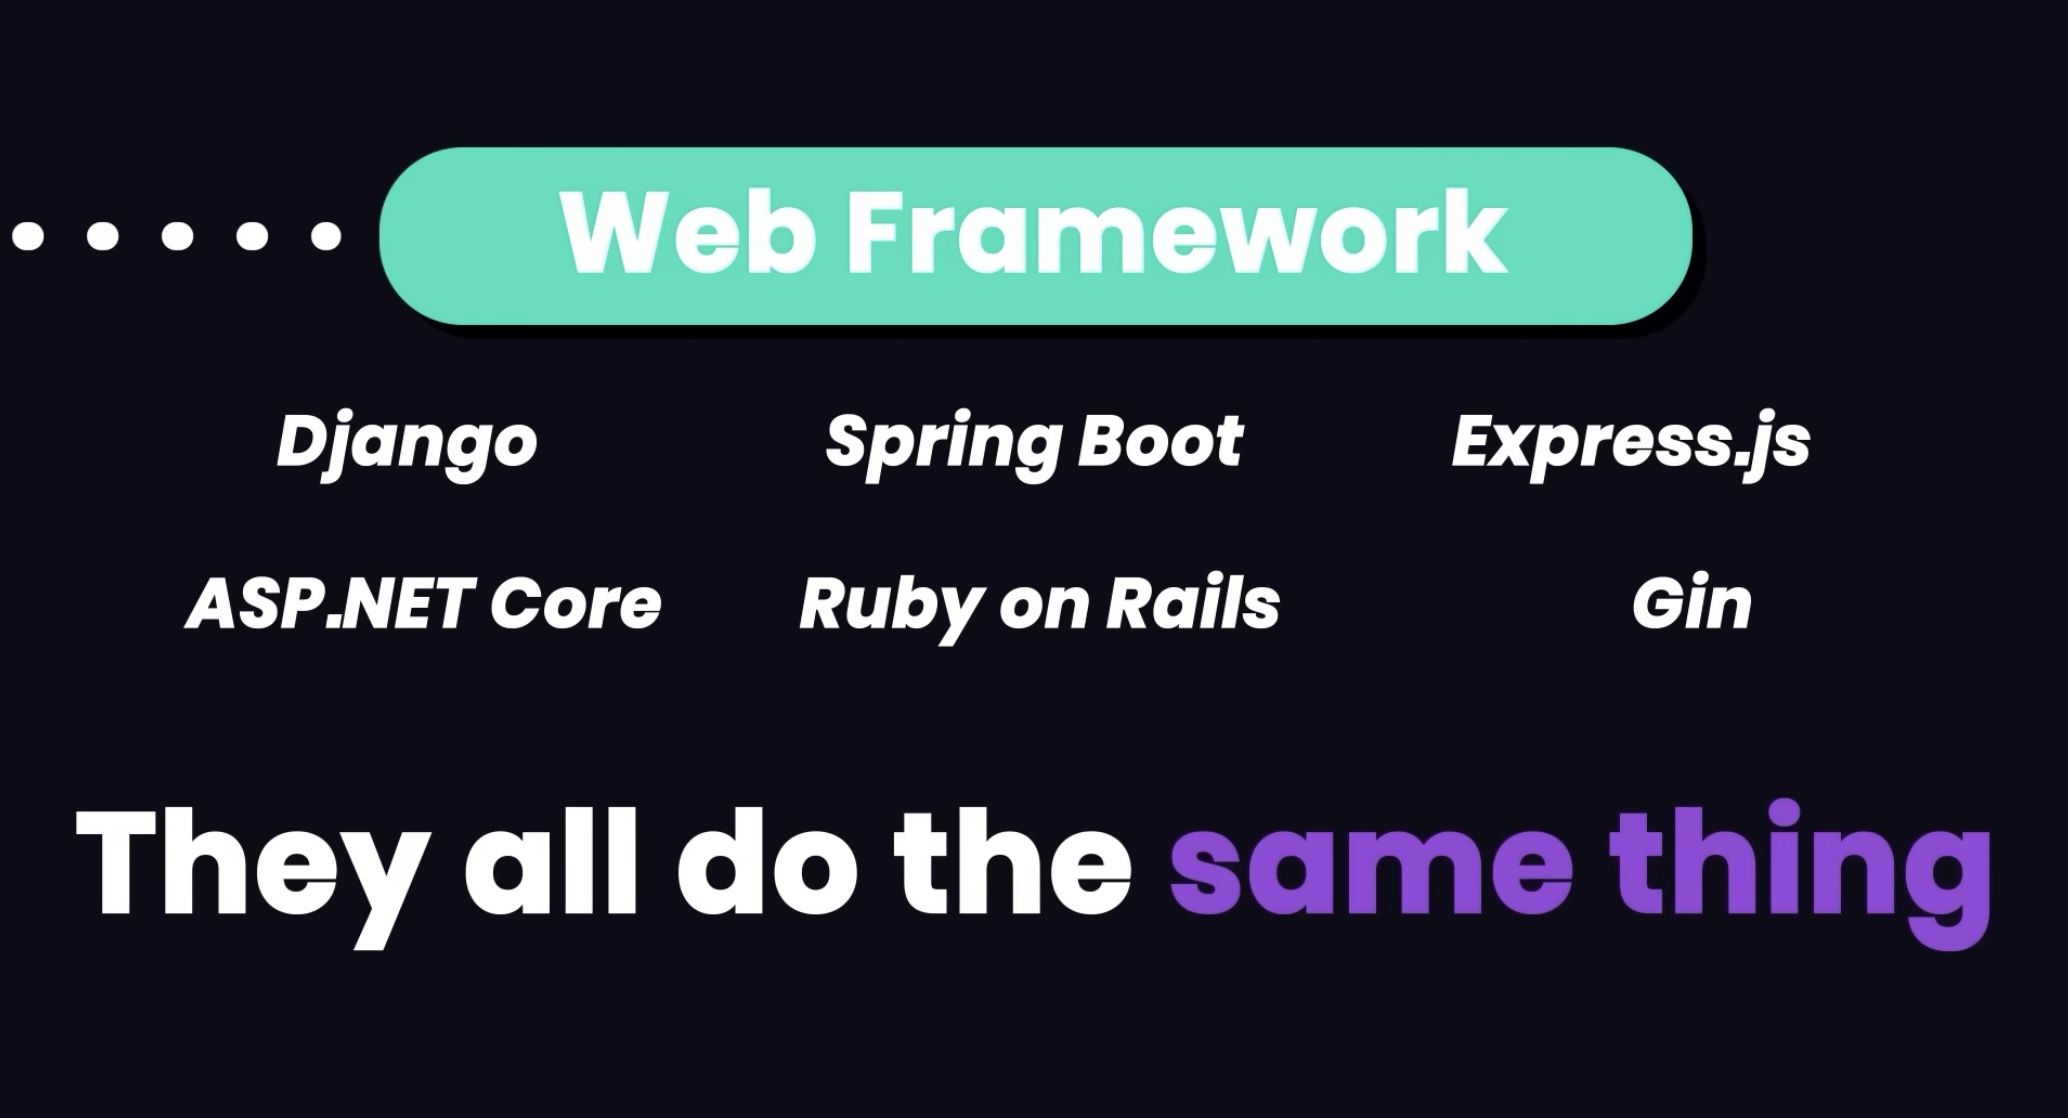 Web Framework
Django Spring Boot Express.js
ASP.NET Core Ruby on Rails Gin
They all do the same thing